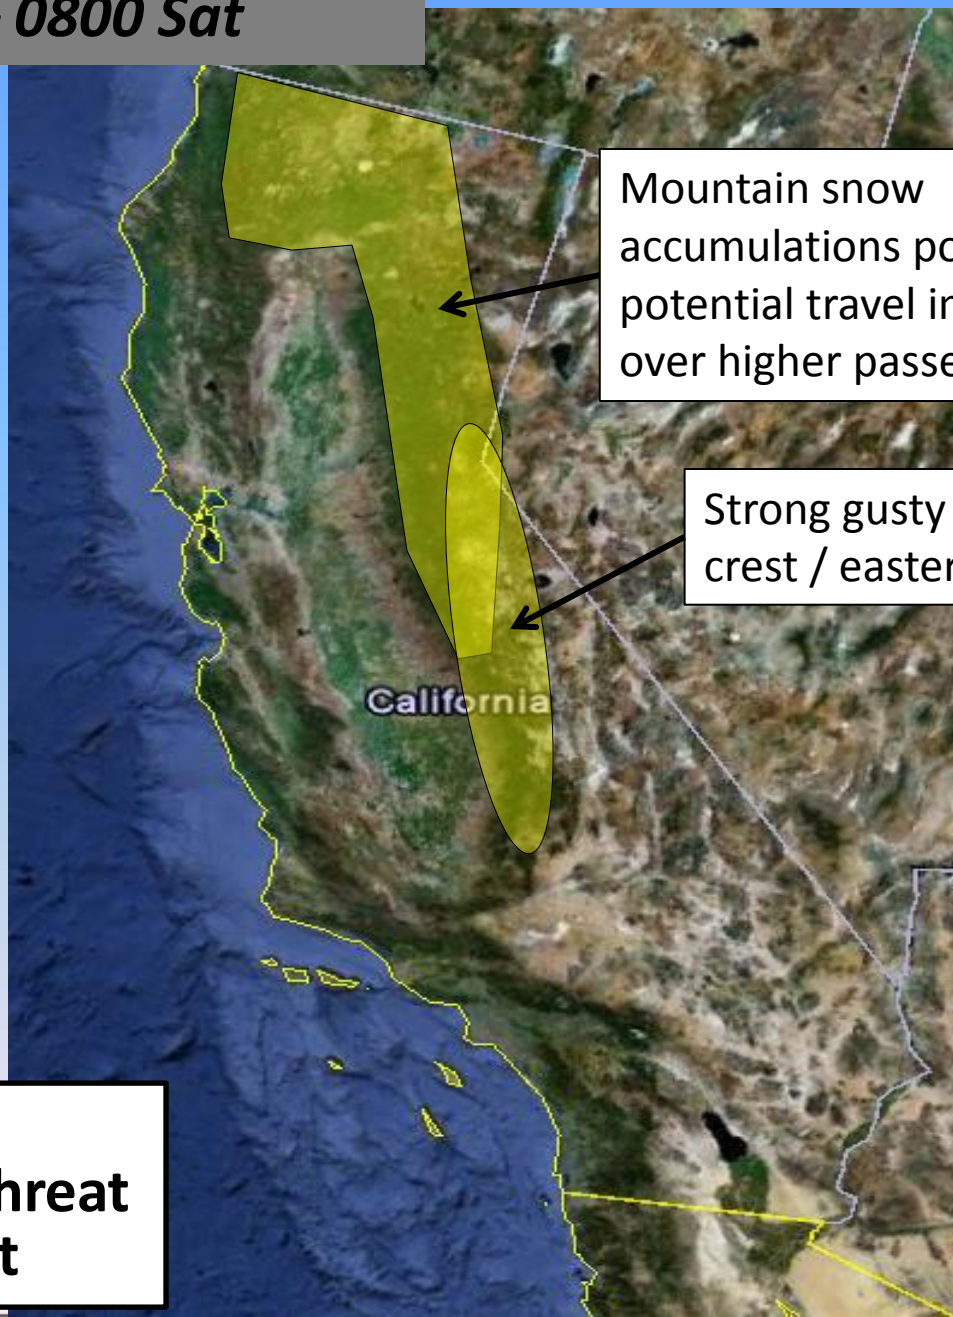 0800 Sat
Mountain snow
accumulations po
potential travel in
over higher passe
Strong gusty
crest / easter
California
hreat
t